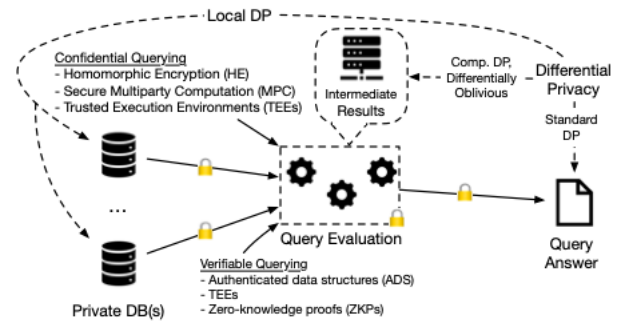 Local DP
Confidential Querying
- Homomorphic Encryption (HE)
- Secure Multiparty Computation (MPC)
- Trusted Execution Environments (TEEs)
Intermediate
Results
Comp. DP,
Differentially
Oblivious
Differential
Privacy
Standard
DP
...
Query Evaluation
Query
Answer
Verifiable Querying
- Authenticated data structures (ADS)
- TEEs
- Zero-knowledge proofs (ZKPs)
Private DB(s)